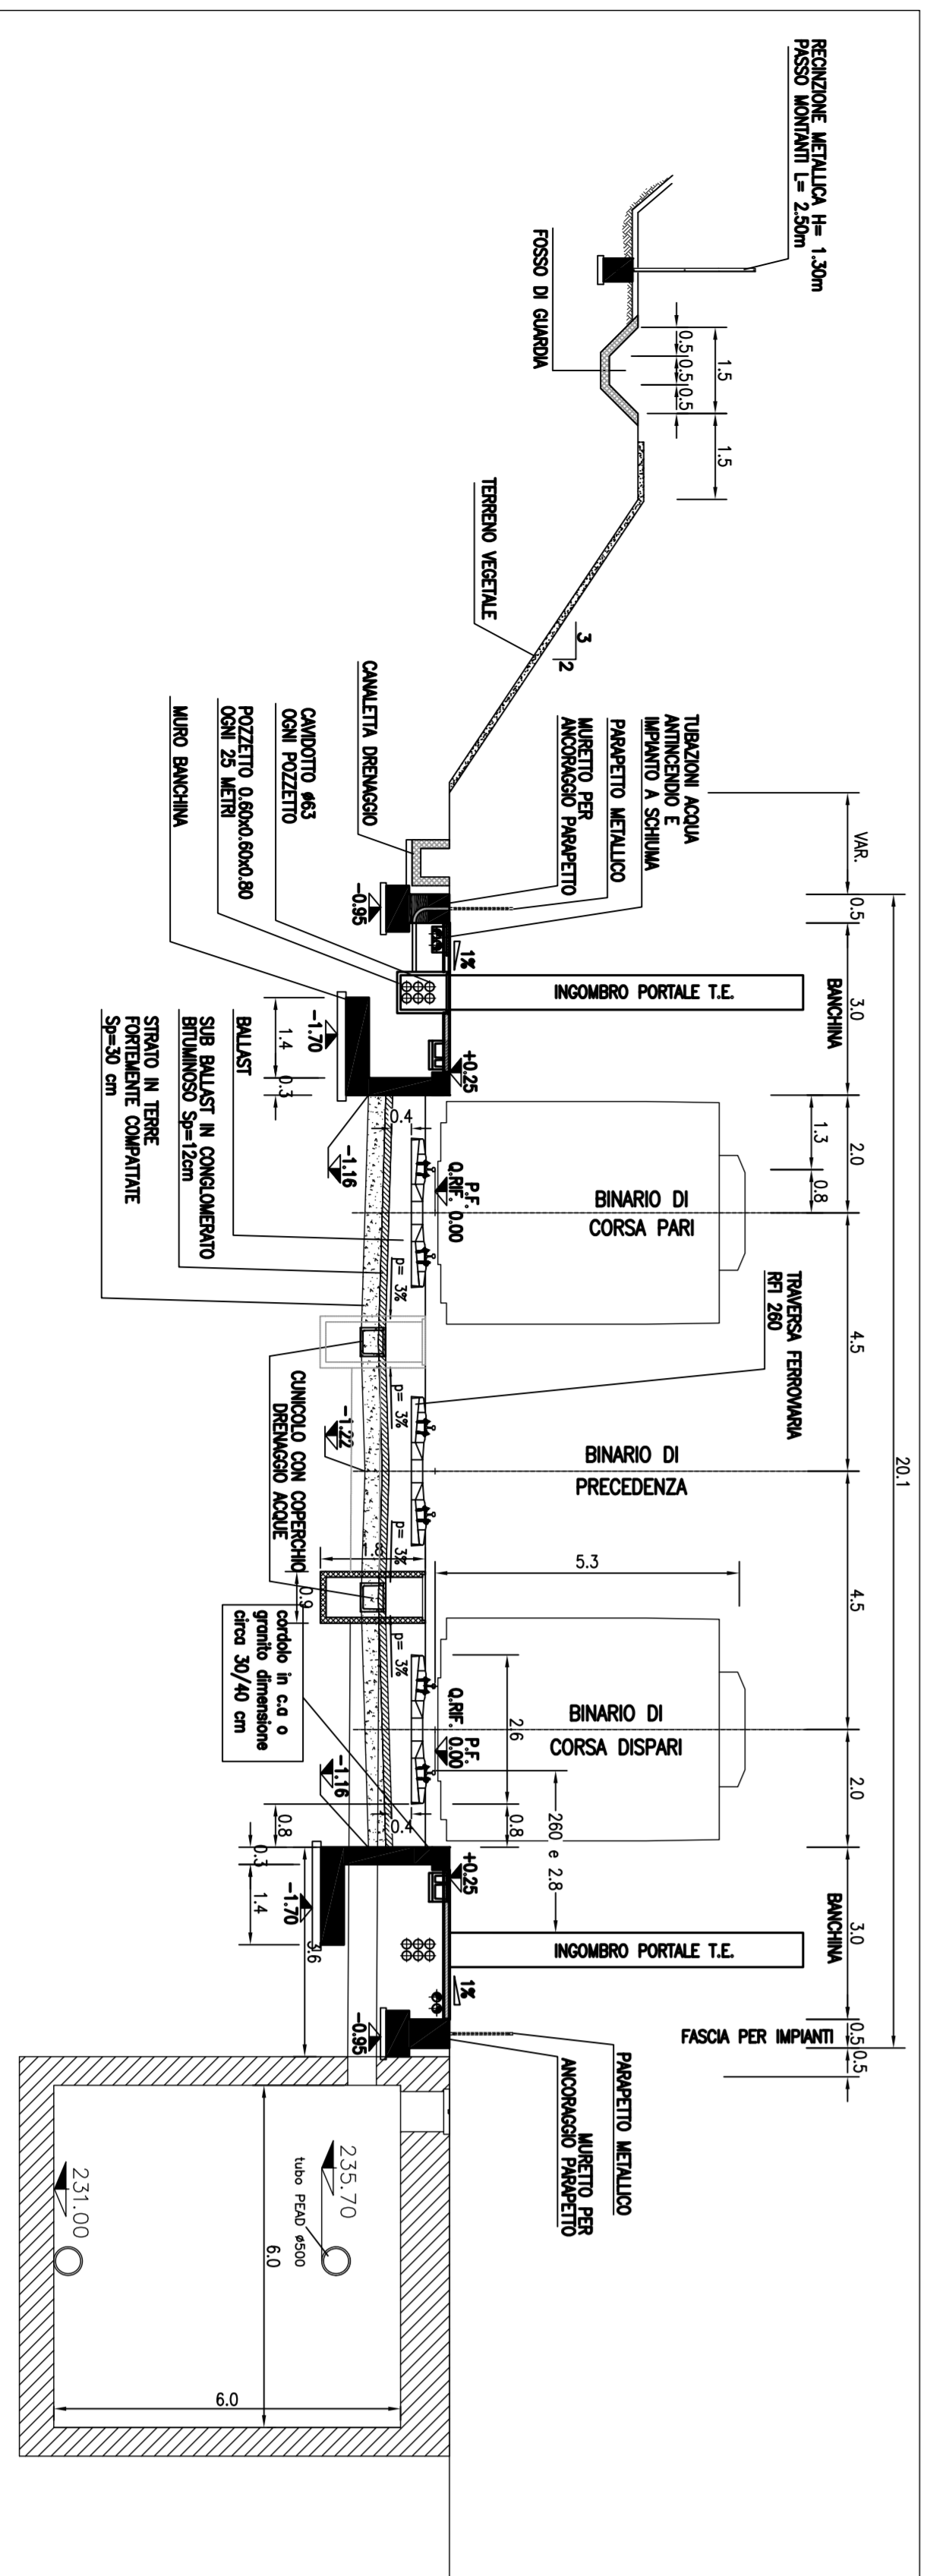 RECINZIONE METALLICA H= 1.30m
PASSO MONTANTI L= 2.50m
FOSSO DI GUARDIA
0.5
0.5
0.5
1.5
1.5
TERRENO VEGETALE
3
2
VAR.
0.5
3.0
BANCHINA
20.1
TUBAZIONI ACQUA
ANTINCENDIO E
IMPIANTO A SCHIUMA
PARAPETTO METALLICO
MURETTO PER
ANCORAGGIO PARAPETTO
CANALETTA DRENAGGIO
CAVIDOTTO ø63
OGNI POZZETTO
POZZETTO 0.60x0.60x0.80
OGNI 25 METRI
MURO BANCHINA
-0.95
1%
INGOMBRO PORTALE T.E.
+0.25
-1.70
1.4
0.3
BALLAST
SUB BALLAST IN CONGLOMERATO
BITUMINOSO Sp=12cm
STRATO IN TERRE
FORTEMENTE COMPATTATE
Sp=30 cm
-1.16
0.4
P.F.
Q.RIF. 0.00
1.3
0.8
2.0
BINARIO DI
CORSA PARI
p= 3%
4.5
TRAVERSA FERROVIARIA
RFI 260
p= 3%
-1.22
CUNICOLO CON COPERCHIO
DRENAGGIO ACQUE
BINARIO DI
PRECEDENZA
p= 3%
1.8
0.9
5.3
4.5
p= 3%
cordolo in c.a o
granito dimensione
circa 30/40 cm
BINARIO DI
CORSA DISPARI
2.6
P.F.
Q.RIF. 0.00
-1.16
0.8
0.4
0.8
260 e 2.8
2.0
0.3
1.4
-1.70
3.6
+0.25
INGOMBRO PORTALE T.E.
BANCHINA
3.0
1%
-0.95
FASCIA PER IMPIANTI
0.5
0.5
PARAPETTO METALLICO
MURETTO PER
ANCORAGGIO PARAPETTO
235.70
tubo PEAD ø500
231.00
6.0
6.0